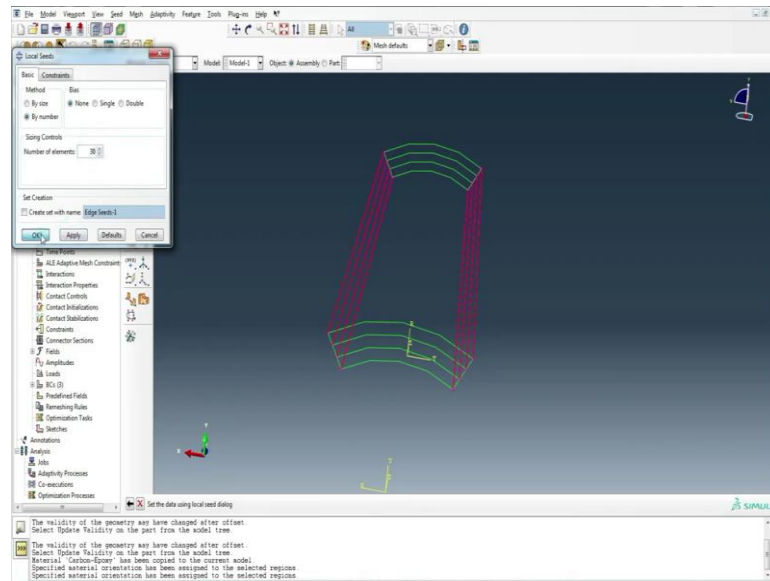 File Model Viewport View Seed Mesh Adaptivity Feature Tools Plug-ins Help
All
Mesh defaults
Model: Model-1 Object: Assembly Part:
Local Seeds
Basic Constraints
Method Bias
By size None Single Double
By number
Sizing Controls
Number of elements: 30
Set Creation
Create set with name: Edge Seeds-1
OK Apply Defaults Cancel
Time Points
ALE Adaptive Mesh Constraints
Interactions
Interaction Properties
Contact Controls
Contact Initializations
Contact Stabilizations
Constraints
Connector Sections
Fields
Amplitudes
Loads
BCs (3)
Predefined Fields
Remeshing Rules
Optimization Tasks
Sketches
Annotations
Analysis
Jobs
Adaptivity Processes
Co-executions
Optimization Processes
Set the data using local seed dialog
SIMUL
The validity of the geometry may have changed after offset.
Select Update Validity on the part from the model tree.
The validity of the geometry may have changed after offset.
Select Update Validity on the part from the model tree.
Material 'Carbon-Epoxy' has been copied to the current model
Specified material orientation has been assigned to the selected regions.
Specified material orientation has been assigned to the selected regions.